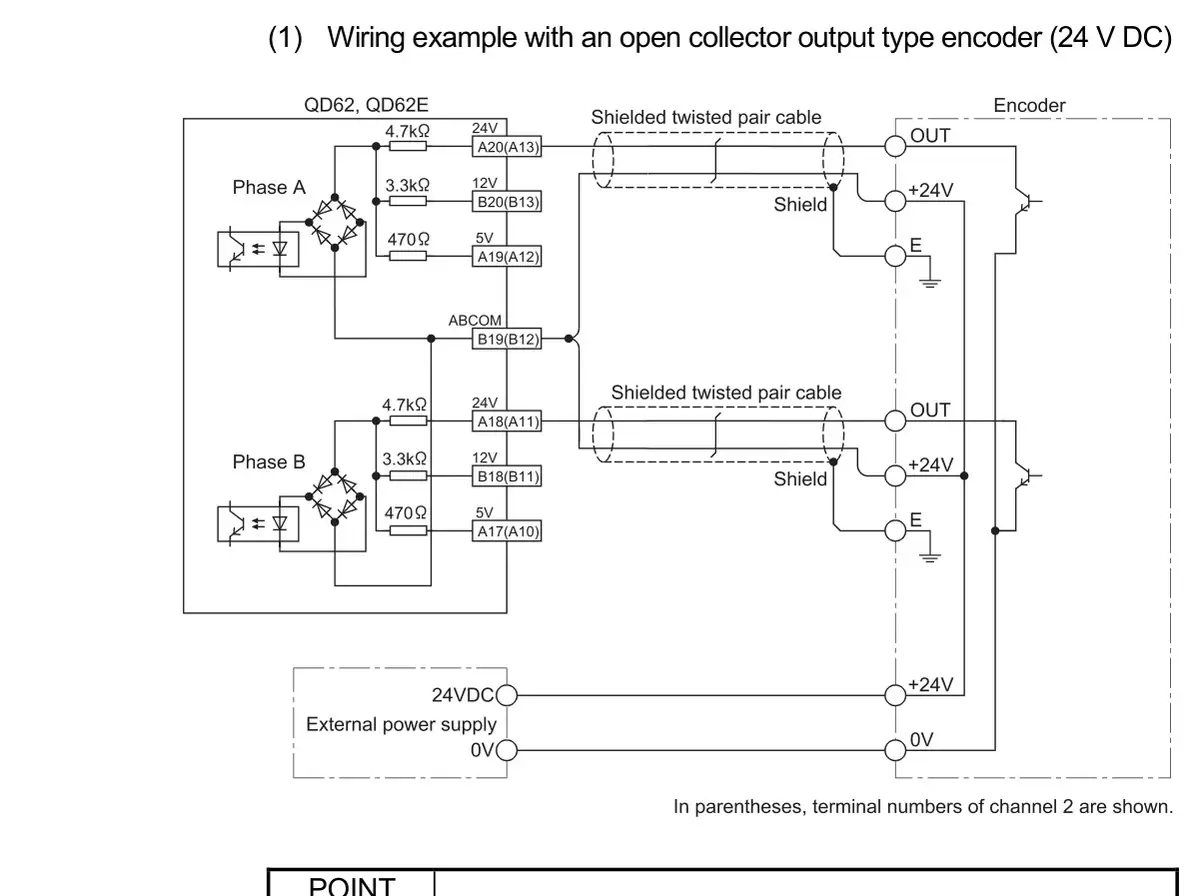 (1) Wiring example with an open collector output type encoder (24 V DC)
QD62, QD62E
Shielded twisted pair cable
Encoder
4.7kΩ
24V
A20(A13)
OUT
Phase A
3.3kΩ
12V
B20(B13)
+24V
Shield
470Ω
5V
A19(A12)
E
ABCOM
B19(B12)
Shielded twisted pair cable
4.7kΩ
24V
A18(A11)
OUT
Phase B
3.3kΩ
12V
B18(B11)
+24V
Shield
470Ω
5V
A17(A10)
E
24VDC
+24V
External power supply
0V
0V
In parentheses, terminal numbers of channel 2 are shown.
POINT